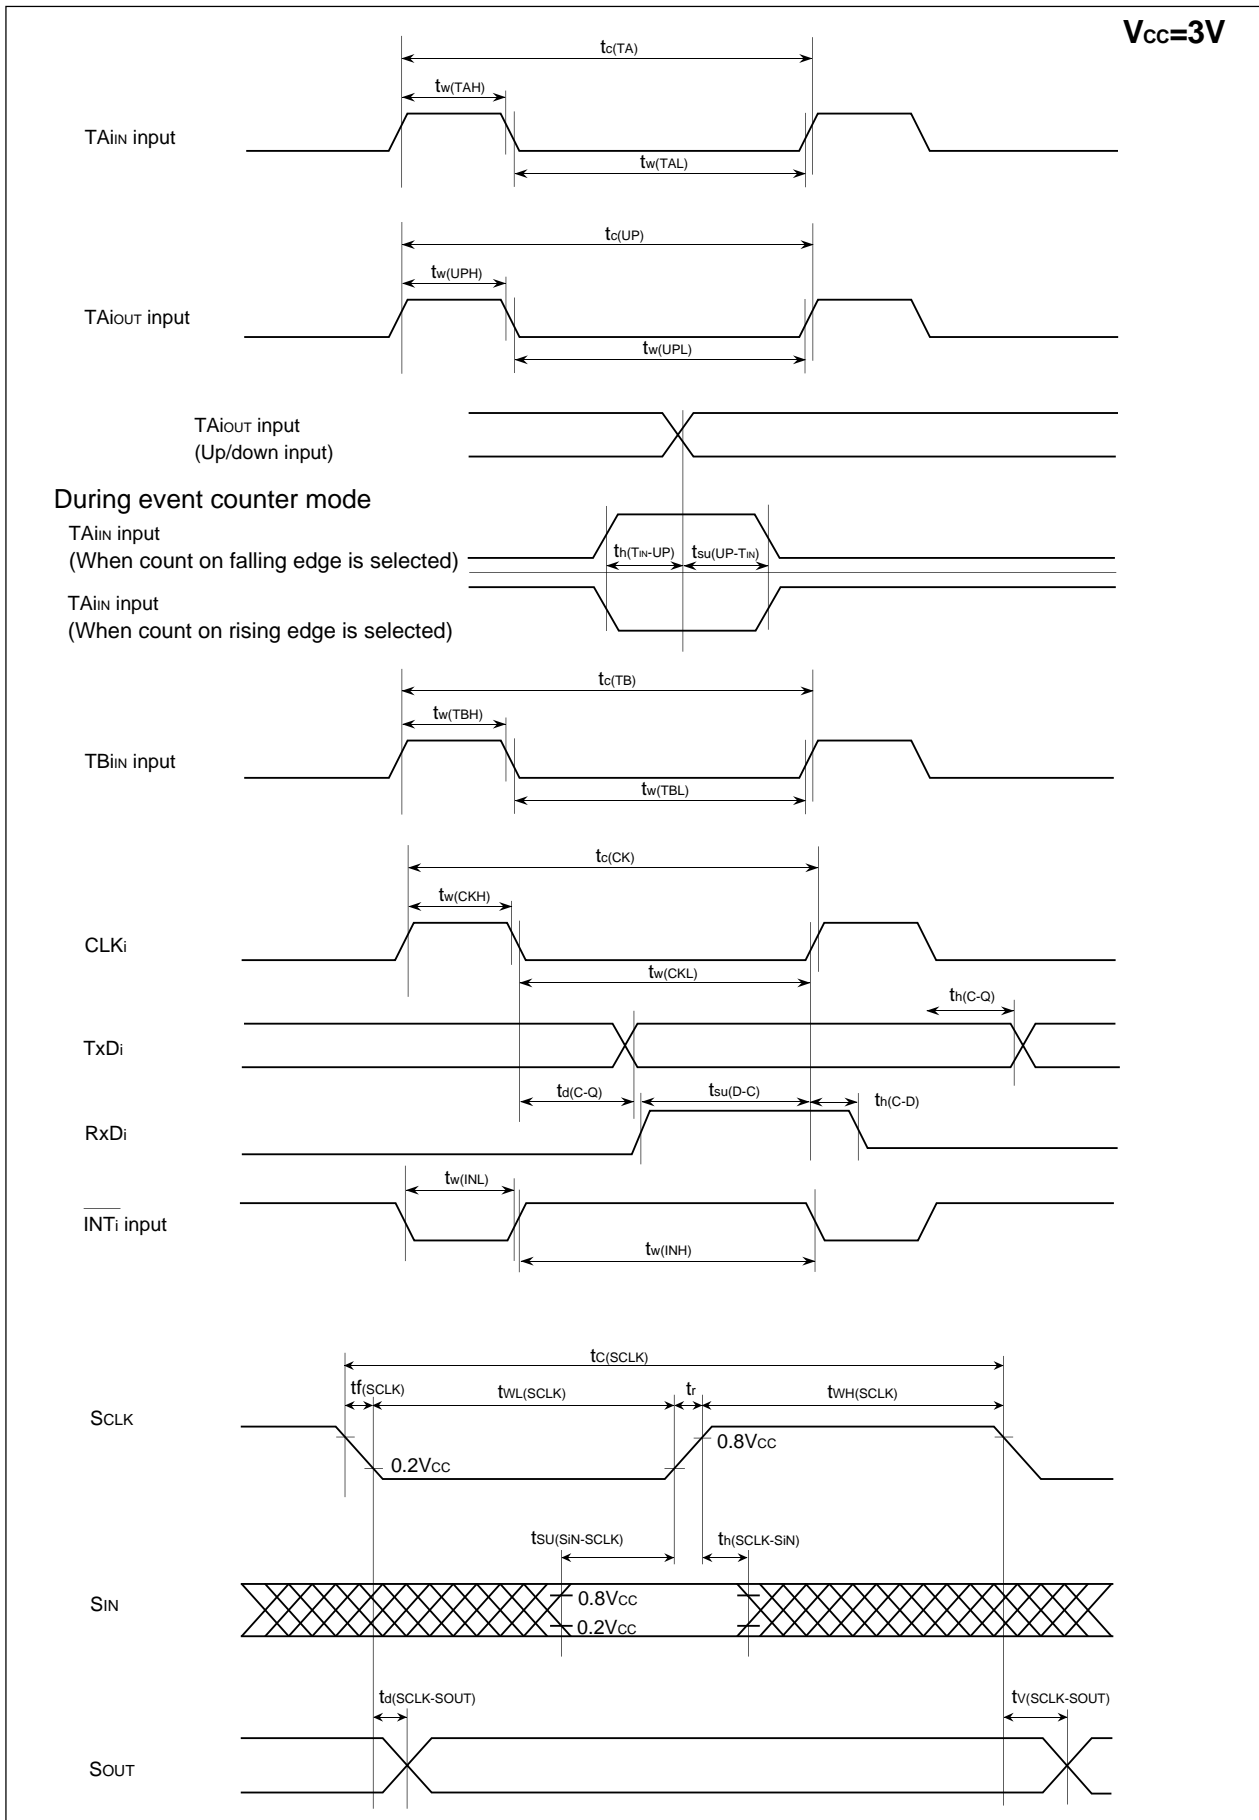 VCC=3V
tc(TA)
tw(TAH)
TAiIN input
tw(TAL)
tc(UP)
tw(UPH)
TAiOUT input
tw(UPL)
TAiOUT input
(Up/down input)
During event counter mode
TAiIN input
(When count on falling edge is selected)
th(TIN-UP)
tsu(UP-TIN)
TAiIN input
(When count on rising edge is selected)
tc(TB)
tw(TBH)
TBiIN input
tw(TBL)
tc(CK)
tw(CKH)
CLKi
tw(CKL)
th(C-Q)
TxDi
td(C-Q)
tsu(D-C)
th(C-D)
RxDi
tw(INL)
INTi input
tw(INH)
tC(SCLK)
tf(SCLK)
tWL(SCLK)
tr
tWH(SCLK)
SCLK
0.8VCC
0.2VCC
tSU(SiN-SCLK)
th(SCLK-SiN)
SIN
0.8VCC
0.2VCC
td(SCLK-SOUT)
tV(SCLK-SOUT)
SOUT